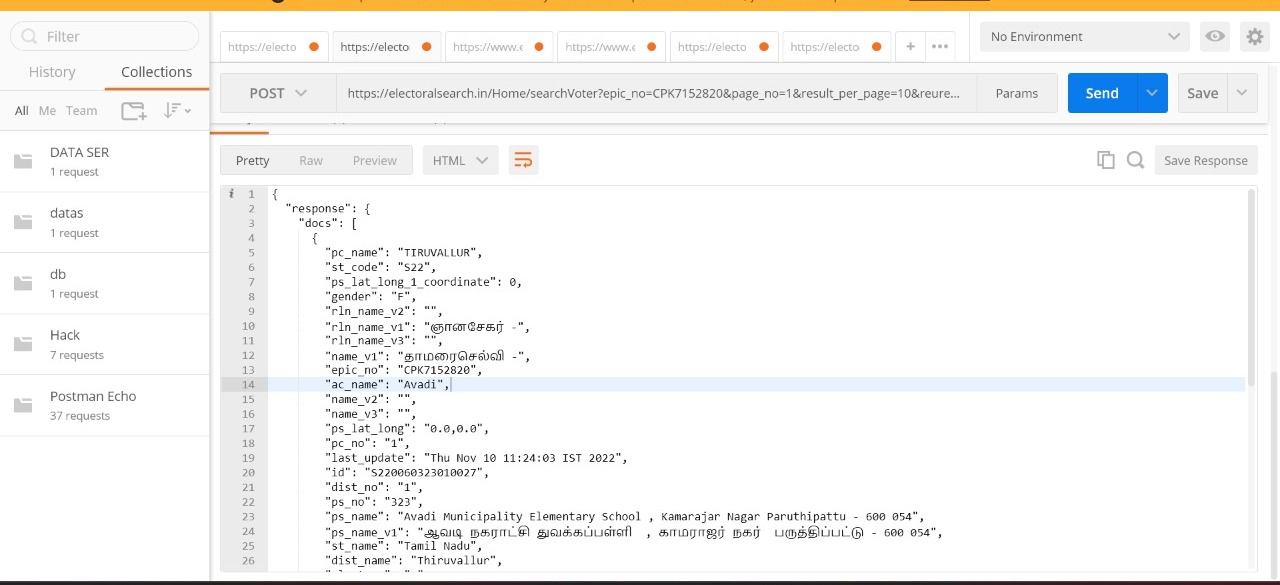 Filter
History Collections
All Me Team
DATA SER
1 request
datas
1 request
db
1 request
Hack
7 requests
Postman Echo
37 requests
https://electo https://electo https://www.e https://www.e https://electo https://electo + •••
No Environment
POST https://electoralsearch.in/Home/searchVoter?epic_no=CPK7152820&page_no=1&result_per_page=10&reure... Params Send Save
Pretty Raw Preview HTML Save Response
i 1 {
2 "response": {
3 "docs": [
4 {
5 "pc_name": "TIRUVALLUR",
6 "st_code": "S22",
7 "ps_lat_long_1_coordinate": 0,
8 "gender": "F",
9 "rln_name_v2": "",
10 "rln_name_v1": "ஞானசேகர் -",
11 "rln_name_v3": "",
12 "name_v1": "தாமரைசெல்வி -",
13 "epic_no": "CPK7152820",
14 "ac_name": "Avadi",
15 "name_v2": "",
16 "name_v3": "",
17 "ps_lat_long": "0.0,0.0",
18 "pc_no": "1",
19 "last_update": "Thu Nov 10 11:24:03 IST 2022",
20 "id": "S220060323010027",
21 "dist_no": "1",
22 "ps_no": "323",
23 "ps_name": "Avadi Municipality Elementary School , Kamarajar Nagar Paruthipattu - 600 054",
24 "ps_name_v1": "ஆவடி நகராட்சி துவக்கப்பள்ளி , காமராஜர் நகர் பருத்திப்பட்டு - 600 054",
25 "st_name": "Tamil Nadu",
26 "dist_name": "Thiruvallur",